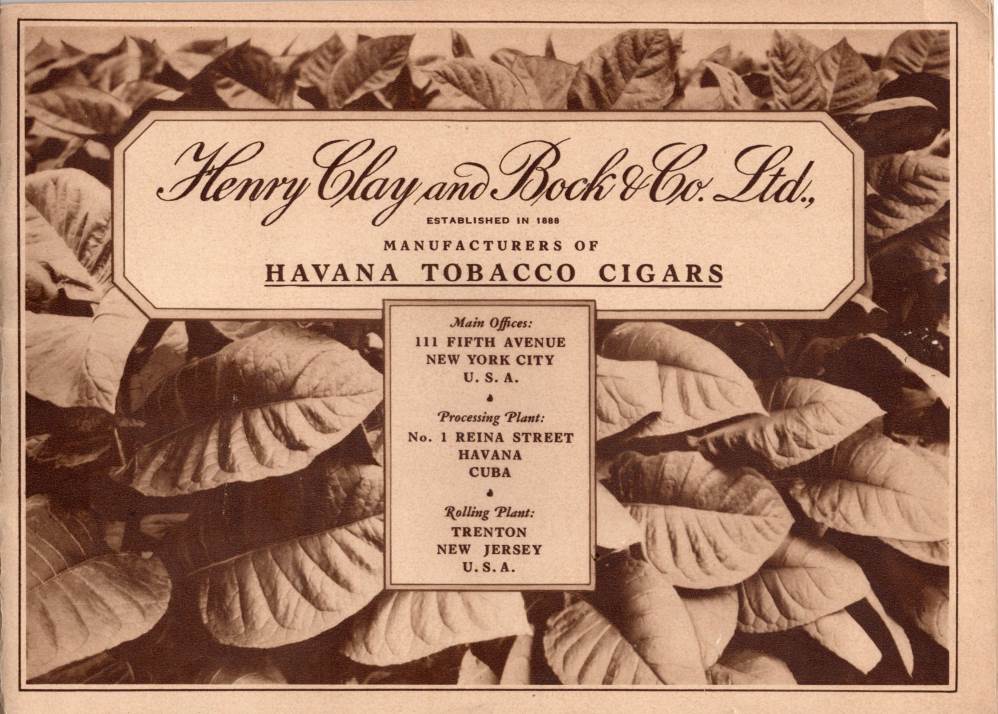 Henry Clay and Bock & Co. Ltd.,
ESTABLISHED IN 1888
MANUFACTURERS OF
HAVANA TOBACCO CIGARS
Main Offices:
111 FIFTH AVENUE
NEW YORK CITY
U. S. A.
Processing Plant:
No. 1 REINA STREET
HAVANA
CUBA
Rolling Plant:
TRENTON
NEW JERSEY
U. S. A.